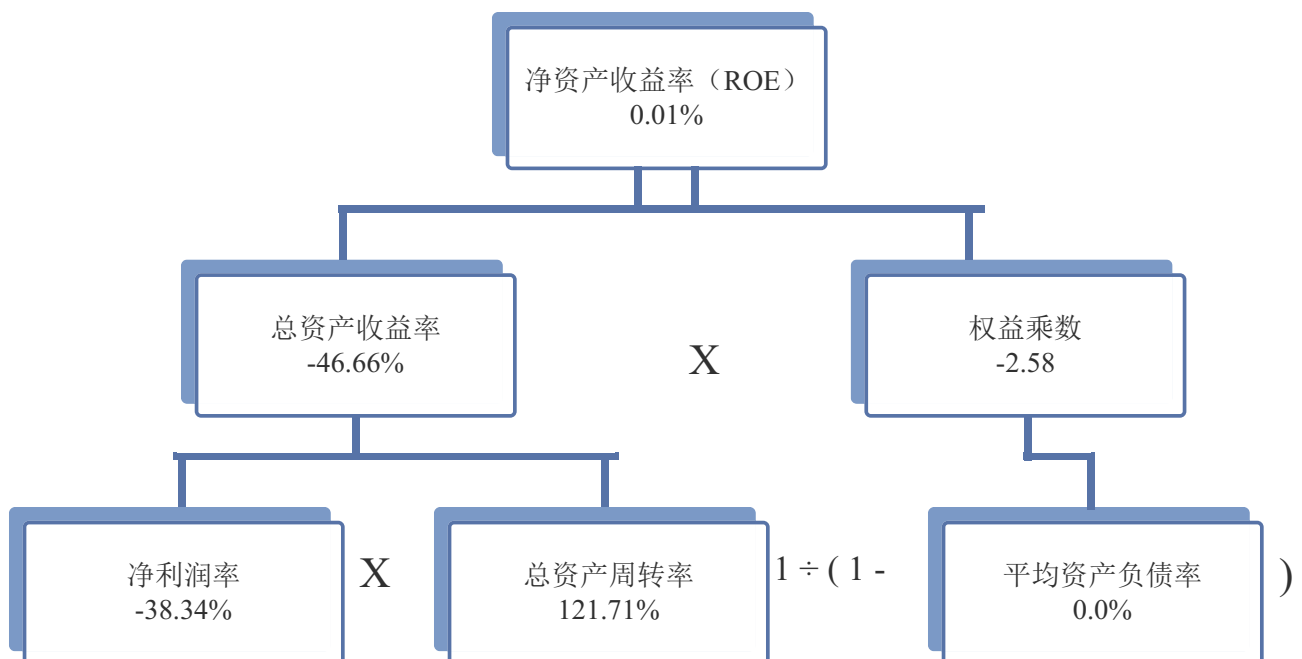 净资产收益率（ROE）
0.01%
总资产收益率
-46.66%
X
权益乘数
-2.58
净利润率
-38.34%
X
总资产周转率
121.71%
1 ÷ ( 1 -
平均资产负债率
0.0%
)